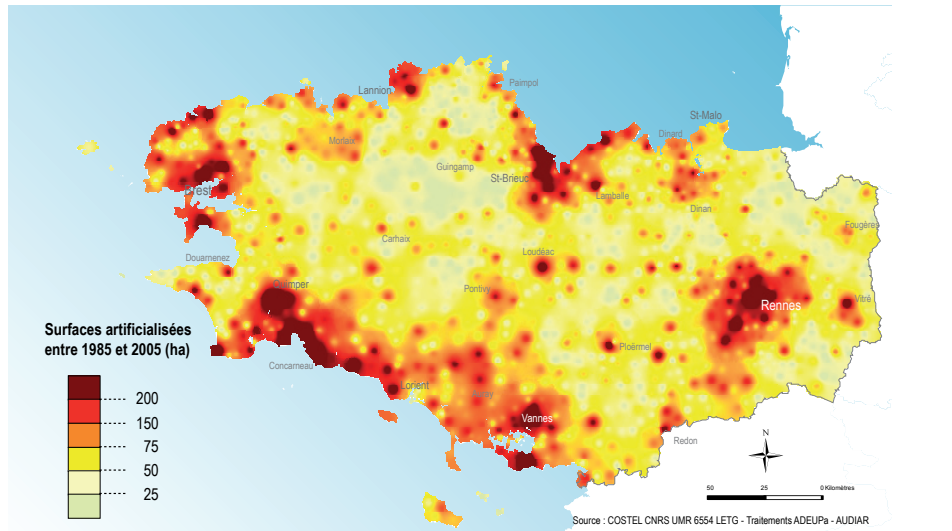 Paimpol
Lannion
St-Malo
Dinard
Morlaix
Guingamp
St-Brieuc
Brest
Lamballe
Dinan
Fougères
Carhaix
Loudéac
Douarnenez
Quimper
Pontivy
Rennes
Vitré
Surfaces artificialisées
entre 1985 et 2005 (ha)
Ploërmel
Concarneau
Lorient
Auray
200
150
Vannes
75
Redon
N
50
25
50 25 0 Kilomètres
Source : COSTEL CNRS UMR 6554 LETG - Traitements ADEUPa - AUDIAR